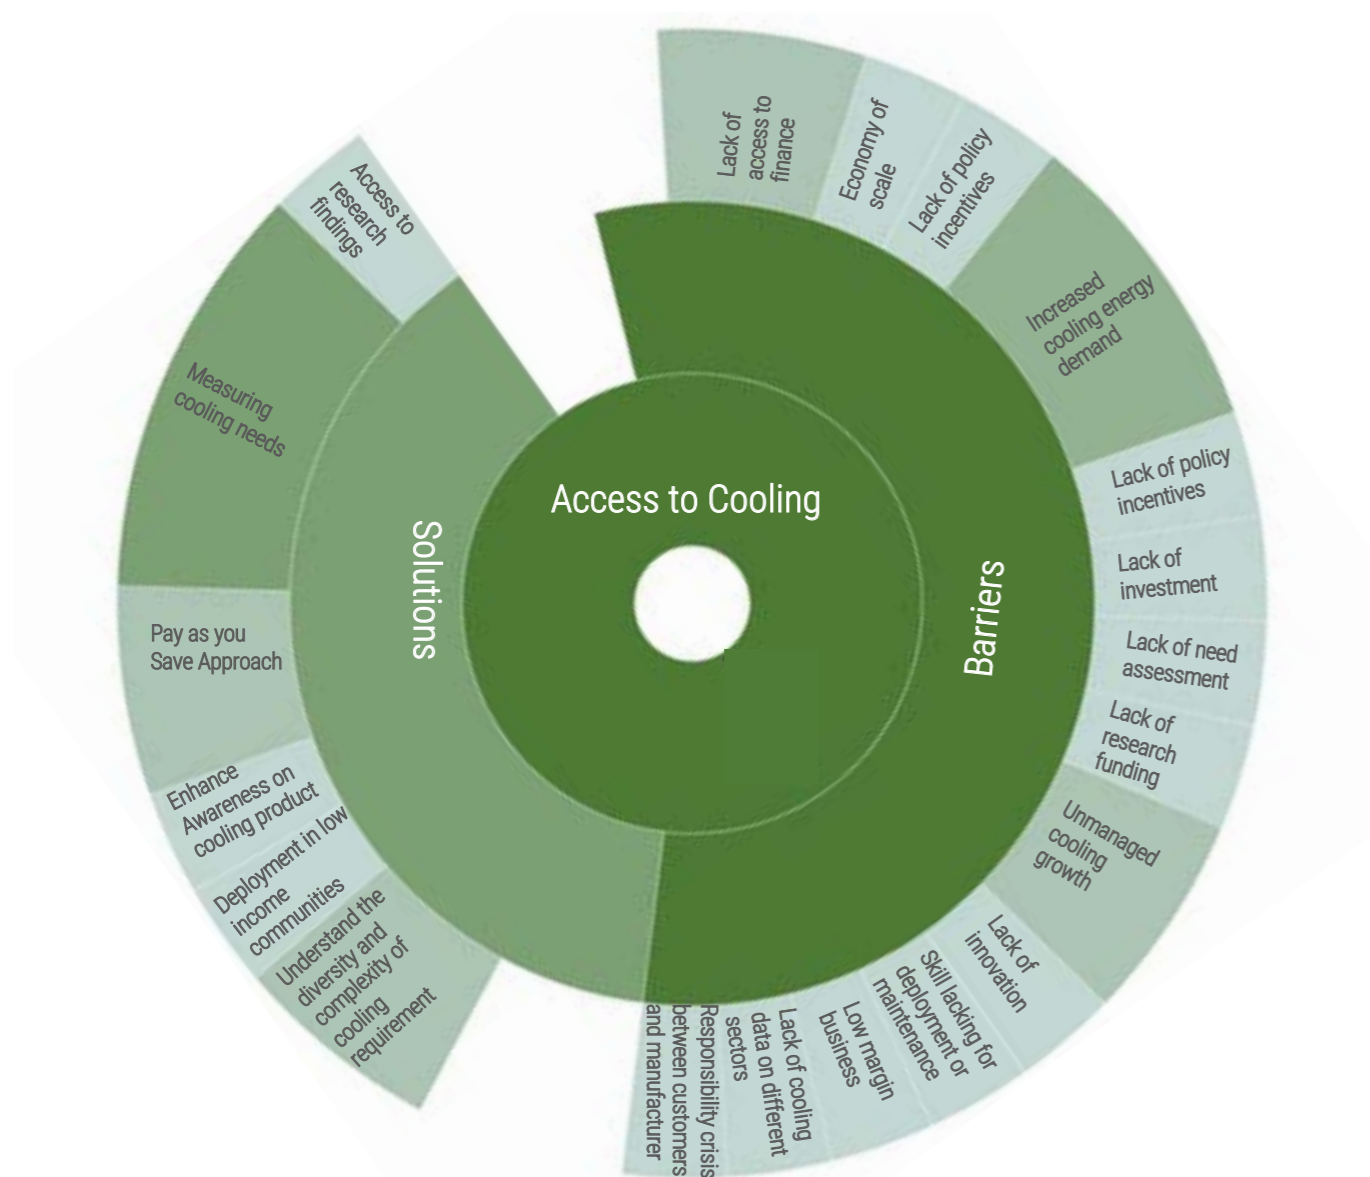 Access to Cooling
Barriers
Lack of
access to
finance
Economy of
scale
Lack of policy
incentives
Increased
cooling energy
demand
Lack of policy
incentives
Lack of
investment
Lack of need
assessment
Lack of
research
funding
Unmanaged
cooling
growth
Lack of
innovation
Skill lacking for
deployment or
maintenance
Low margin
business
Lack of cooling
data on different
sectors
Responsibility crisis
between customers
and manufacturer
Solutions
Access to
research
findings
Measuring
cooling needs
Pay as you
Save Approach
Enhance
Awareness on
cooling product
Deployment in low
income
communities
Understand the
diversity and
complexity of
cooling
requirement